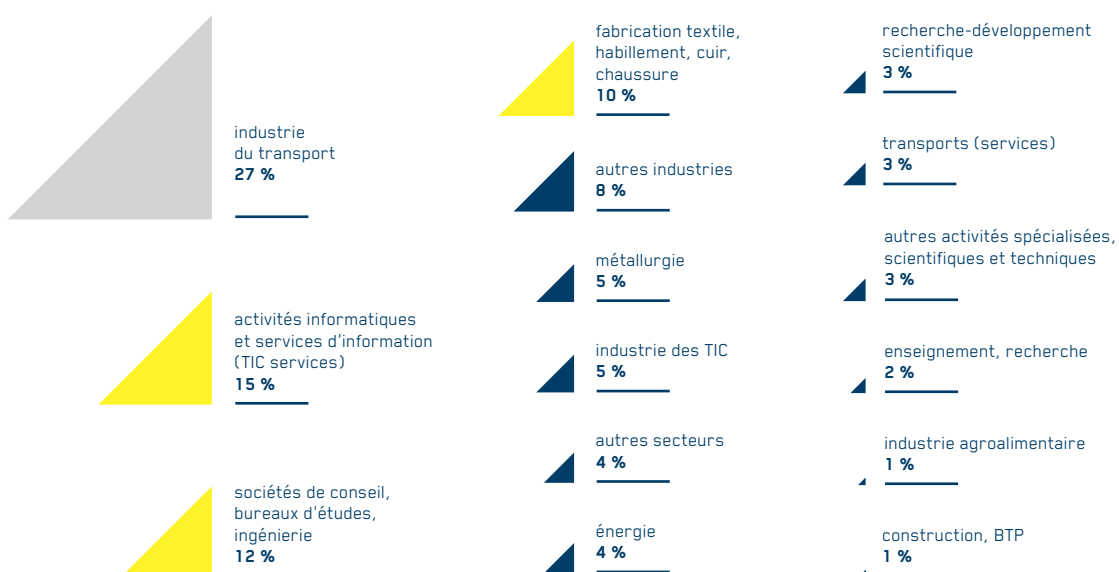 industrie
du transport
27 %
activités informatiques
et services d'information
(TIC services)
15 %
sociétés de conseil,
bureaux d'études,
ingénierie
12 %
fabrication textile,
habillement, cuir,
chaussure
10 %
autres industries
8 %
métallurgie
5 %
industrie des TIC
5 %
autres secteurs
4 %
énergie
4 %
recherche-développement
scientifique
3 %
transports (services)
3 %
autres activités spécialisées,
scientifiques et techniques
3 %
enseignement, recherche
2 %
industrie agroalimentaire
1 %
construction, BTP
1 %